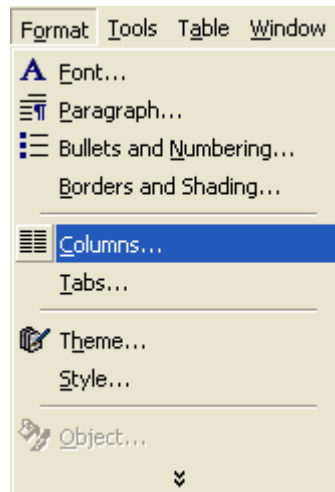 Format Tools Table Window
Font...
Paragraph...
Bullets and Numbering...
Borders and Shading...
Columns...
Tabs...
Theme...
Style...
Object...